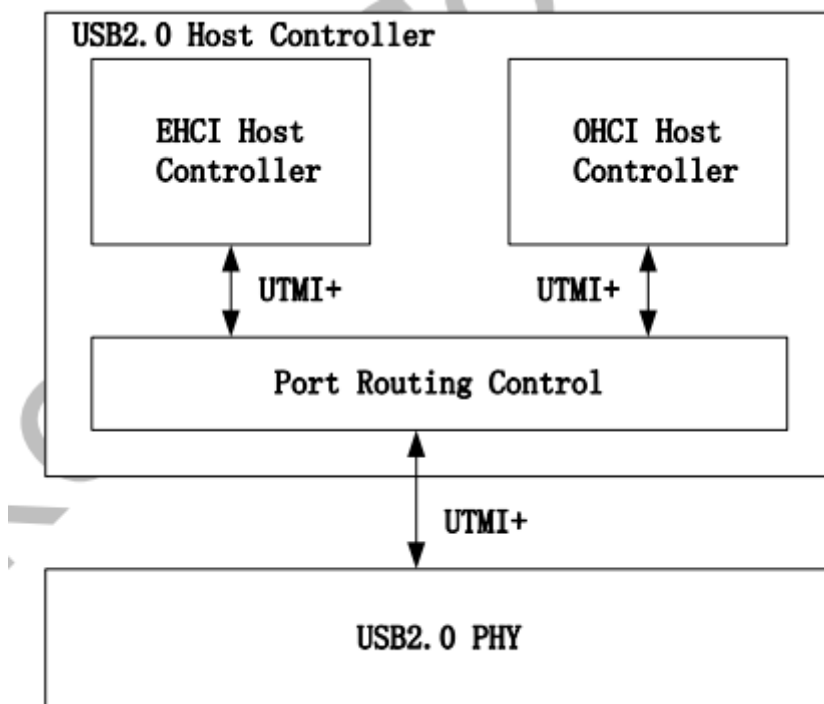 USB2.0 Host Controller
EHCI Host
Controller
OHCI Host
Controller
UTMI+
UTMI+
Port Routing Control
UTMI+
USB2.0 PHY